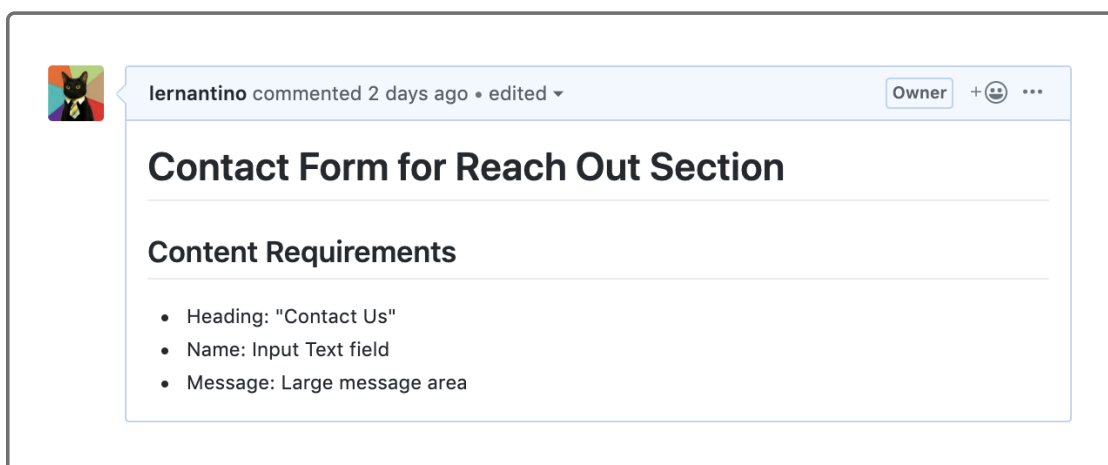 lernantino commented 2 days ago • edited Owner
Contact Form for Reach Out Section
Content Requirements
• Heading: "Contact Us"
• Name: Input Text field
• Message: Large message area